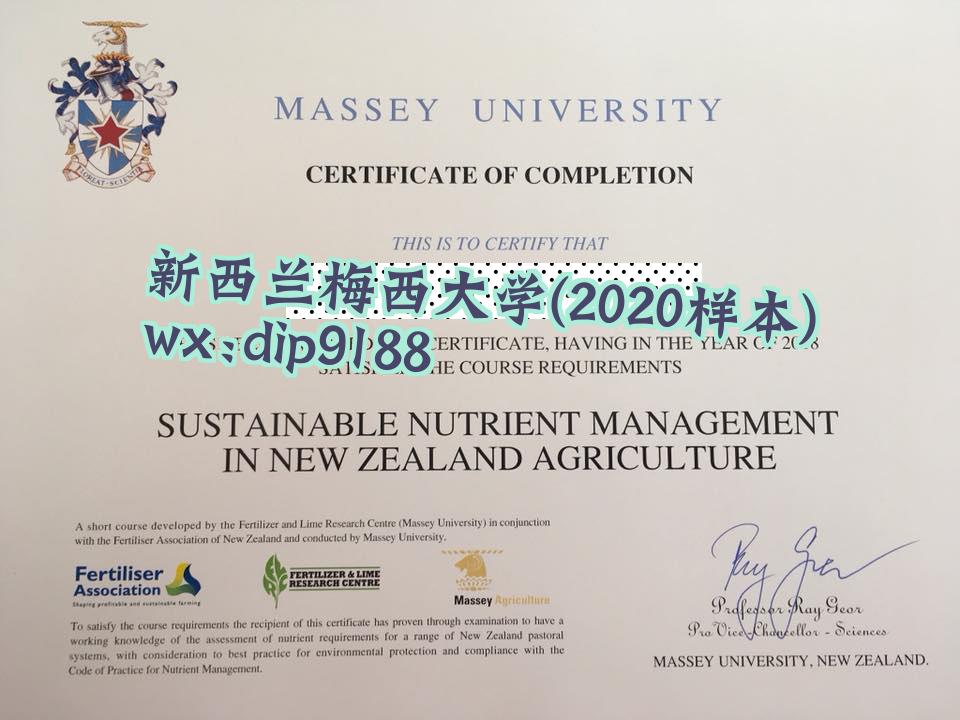 MASSEY UNIVERSITY
CERTIFICATE OF COMPLETION
THIS IS TO CERTIFY THAT
新西兰梅西大学(2020样本)
wx:dip9188
CERTIFICATE, HAVING IN THE YEAR OF 2018
THE COURSE REQUIREMENTS
SUSTAINABLE NUTRIENT MANAGEMENT
IN NEW ZEALAND AGRICULTURE
A short course developed by the Fertilizer and Lime Research Centre (Massey University) in conjunction
with the Fertiliser Association of New Zealand and conducted by Massey University.
Fertiliser
Association
Shaping profitable and sustainable farming
FERTILIZER & LIME
RESEARCH CENTRE
Massey Agriculture
To satisfy the course requirements the recipient of this certificate has proven through examination to have a
working knowledge of the assessment of nutrient requirements for a range of New Zealand pastoral
systems, with consideration to best practice for environmental protection and compliance with the
Code of Practice for Nutrient Management.
Ray Geor
Professor Ray Geor
Pro Vice-Chancellor - Sciences
MASSEY UNIVERSITY, NEW ZEALAND.
FLOREAT SCIENTIA